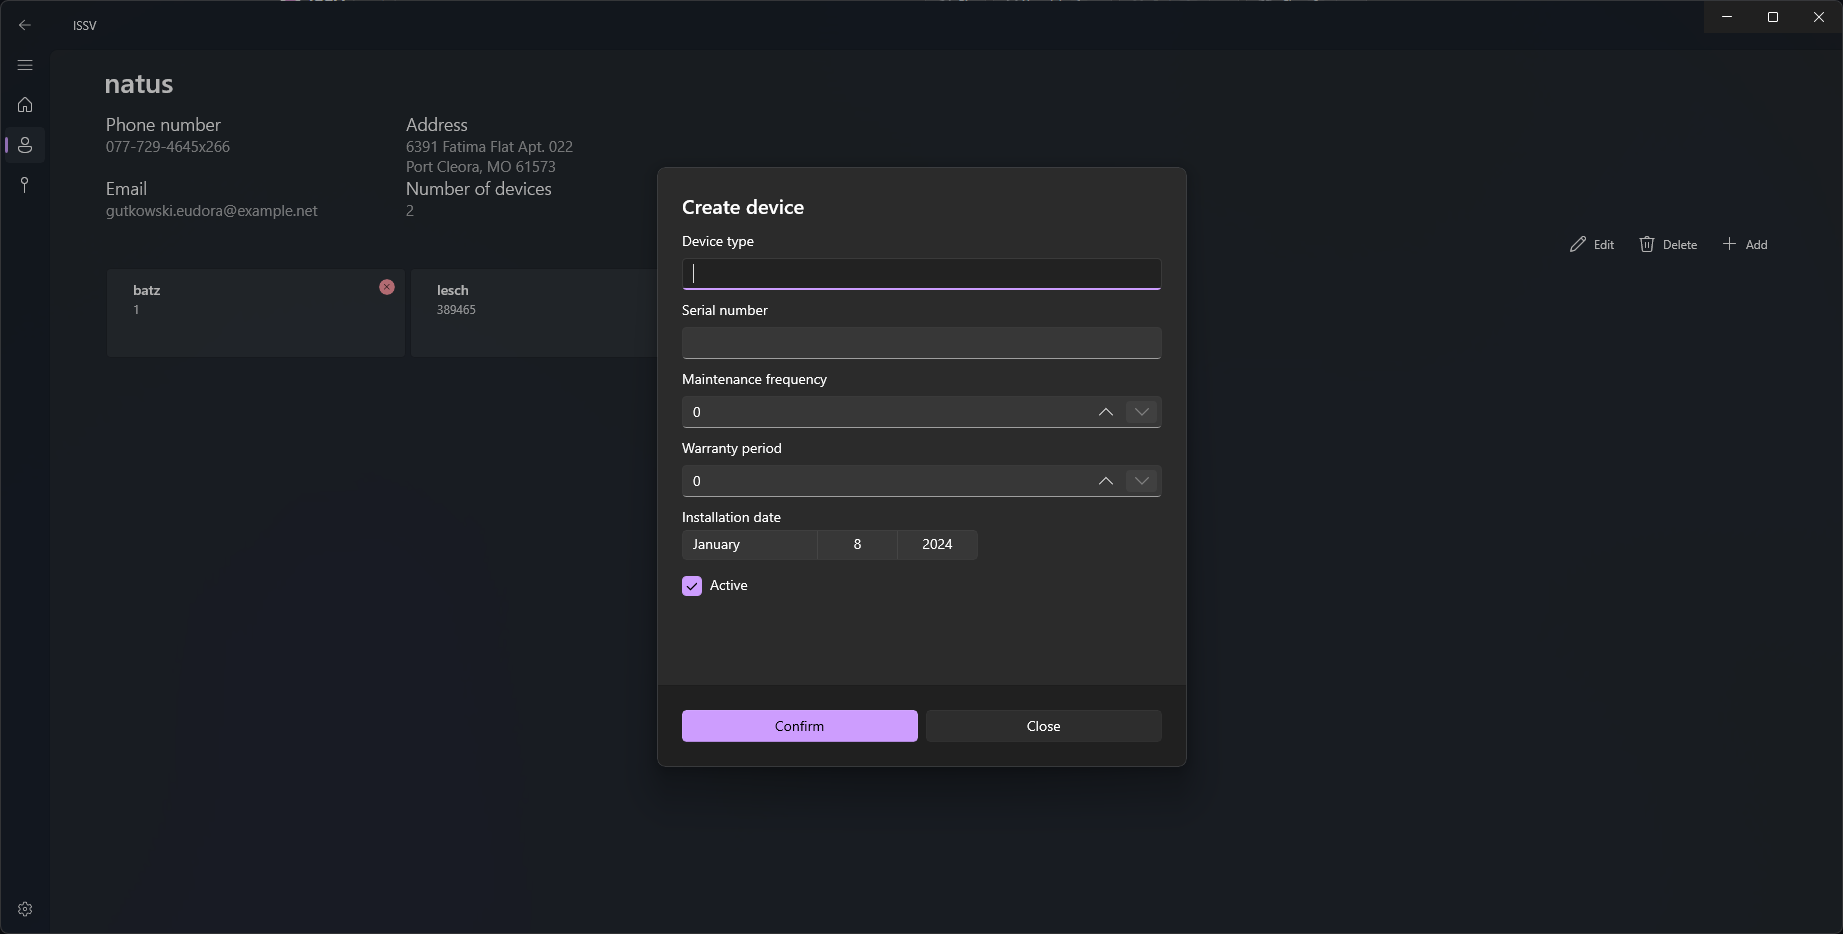 ISSV
natus
Phone number
077-729-4645x266
Address
6391 Fatima Flat Apt. 022
Port Cleora, MO 61573
Email
gutkowski.eudora@example.net
Number of devices
2
Edit
Delete
Add
batz
1
lesch
389465
Create device
Device type
Serial number
Maintenance frequency
0
Warranty period
0
Installation date
January 8 2024
Active
Confirm
Close